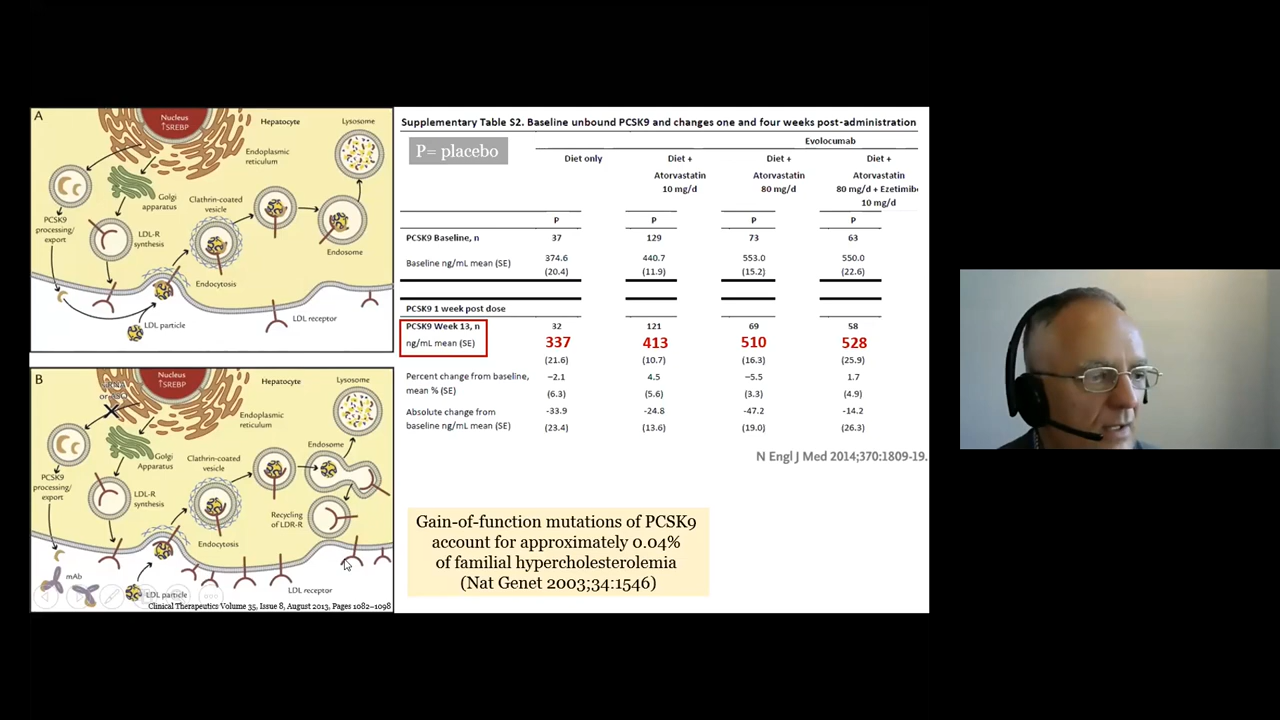 A
Nucleus
↑SREBP
Hepatocyte
Lysosome
Endoplasmic
reticulum
Golgi
apparatus
Clathrin-coated
vesicle
PCSK9
processing/
export
LDL-R
synthesis
Endosome
Endocytosis
LDL particle
LDL receptor
B
Nucleus
↑SREBP
Hepatocyte
Lysosome
or
X
Endoplasmic
reticulum
Endosome
Golgi
Apparatus
Clathrin-coated
vesicle
PCSK9
processing/
export
LDL-R
synthesis
Recycling
of LDR-R
Endocytosis
mAb
LDL particle
LDL receptor
Clinical Therapeutics Volume 35, Issue 8, August 2013, Pages 1082–1098
Supplementary Table S2. Baseline unbound PCSK9 and changes one and four weeks post-administration
P= placebo
Evolocumab
Diet only Diet + Diet + Diet +
Atorvastatin Atorvastatin Atorvastatin
10 mg/d 80 mg/d 80 mg/d + Ezetimib
10 mg/d
P P P P
PCSK9 Baseline, n 37 129 73 63
Baseline ng/mL mean (SE) 374.6 440.7 553.0 550.0
(20.4) (11.9) (15.2) (22.6)
PCSK9 1 week post dose
PCSK9 Week 13, n 32 121 69 58
ng/mL mean (SE) 337 413 510 528
(21.6) (10.7) (16.3) (25.9)
Percent change from baseline, –2.1 4.5 –5.5 1.7
mean % (SE) (6.3) (5.6) (3.3) (4.9)
Absolute change from -33.9 -24.8 -47.2 -14.2
baseline ng/mL mean (SE) (23.4) (13.6) (19.0) (26.3)
N Engl J Med 2014;370:1809-19.
Gain-of-function mutations of PCSK9
account for approximately 0.04%
of familial hypercholesterolemia
(Nat Genet 2003;34:1546)